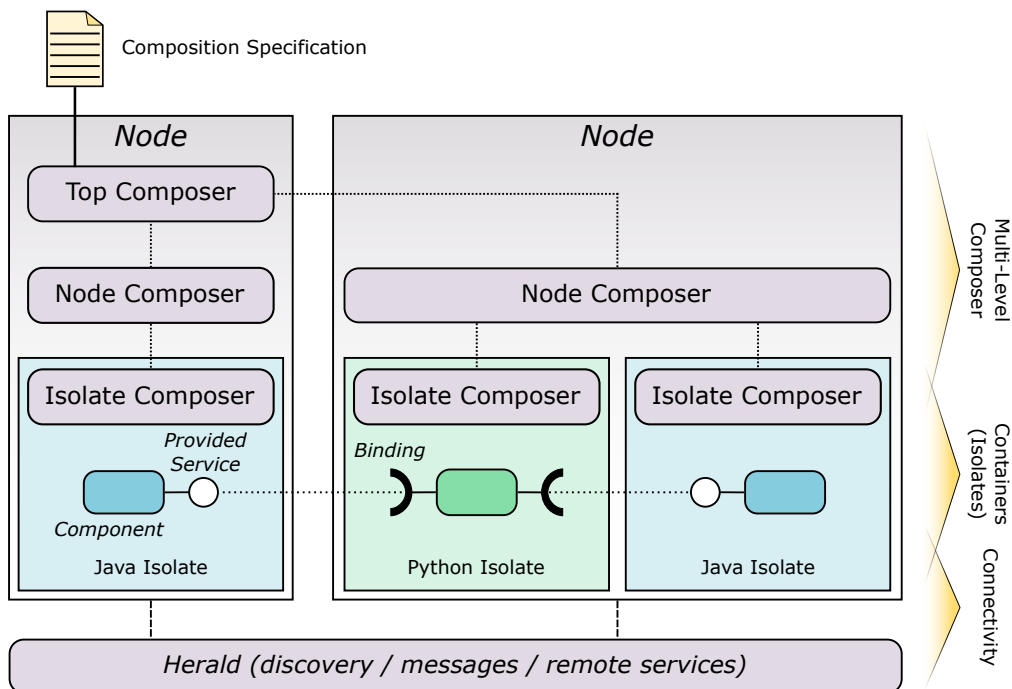 Composition Specification
Node
Node
Top Composer
Node Composer
Node Composer
Isolate Composer
Isolate Composer
Isolate Composer
Provided
Service
Binding
Component
Java Isolate
Python Isolate
Java Isolate
Herald (discovery / messages / remote services)
Multi-Level
Composer
Containers
(Isolates)
Connectivity